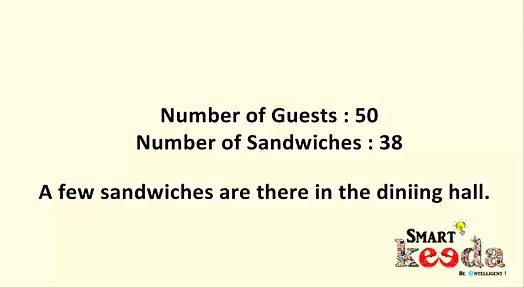 Number of Guests : 50
Number of Sandwiches : 38
A few sandwiches are there in the diniing hall.
SMART
keeda
BE eNTELLIGENT !